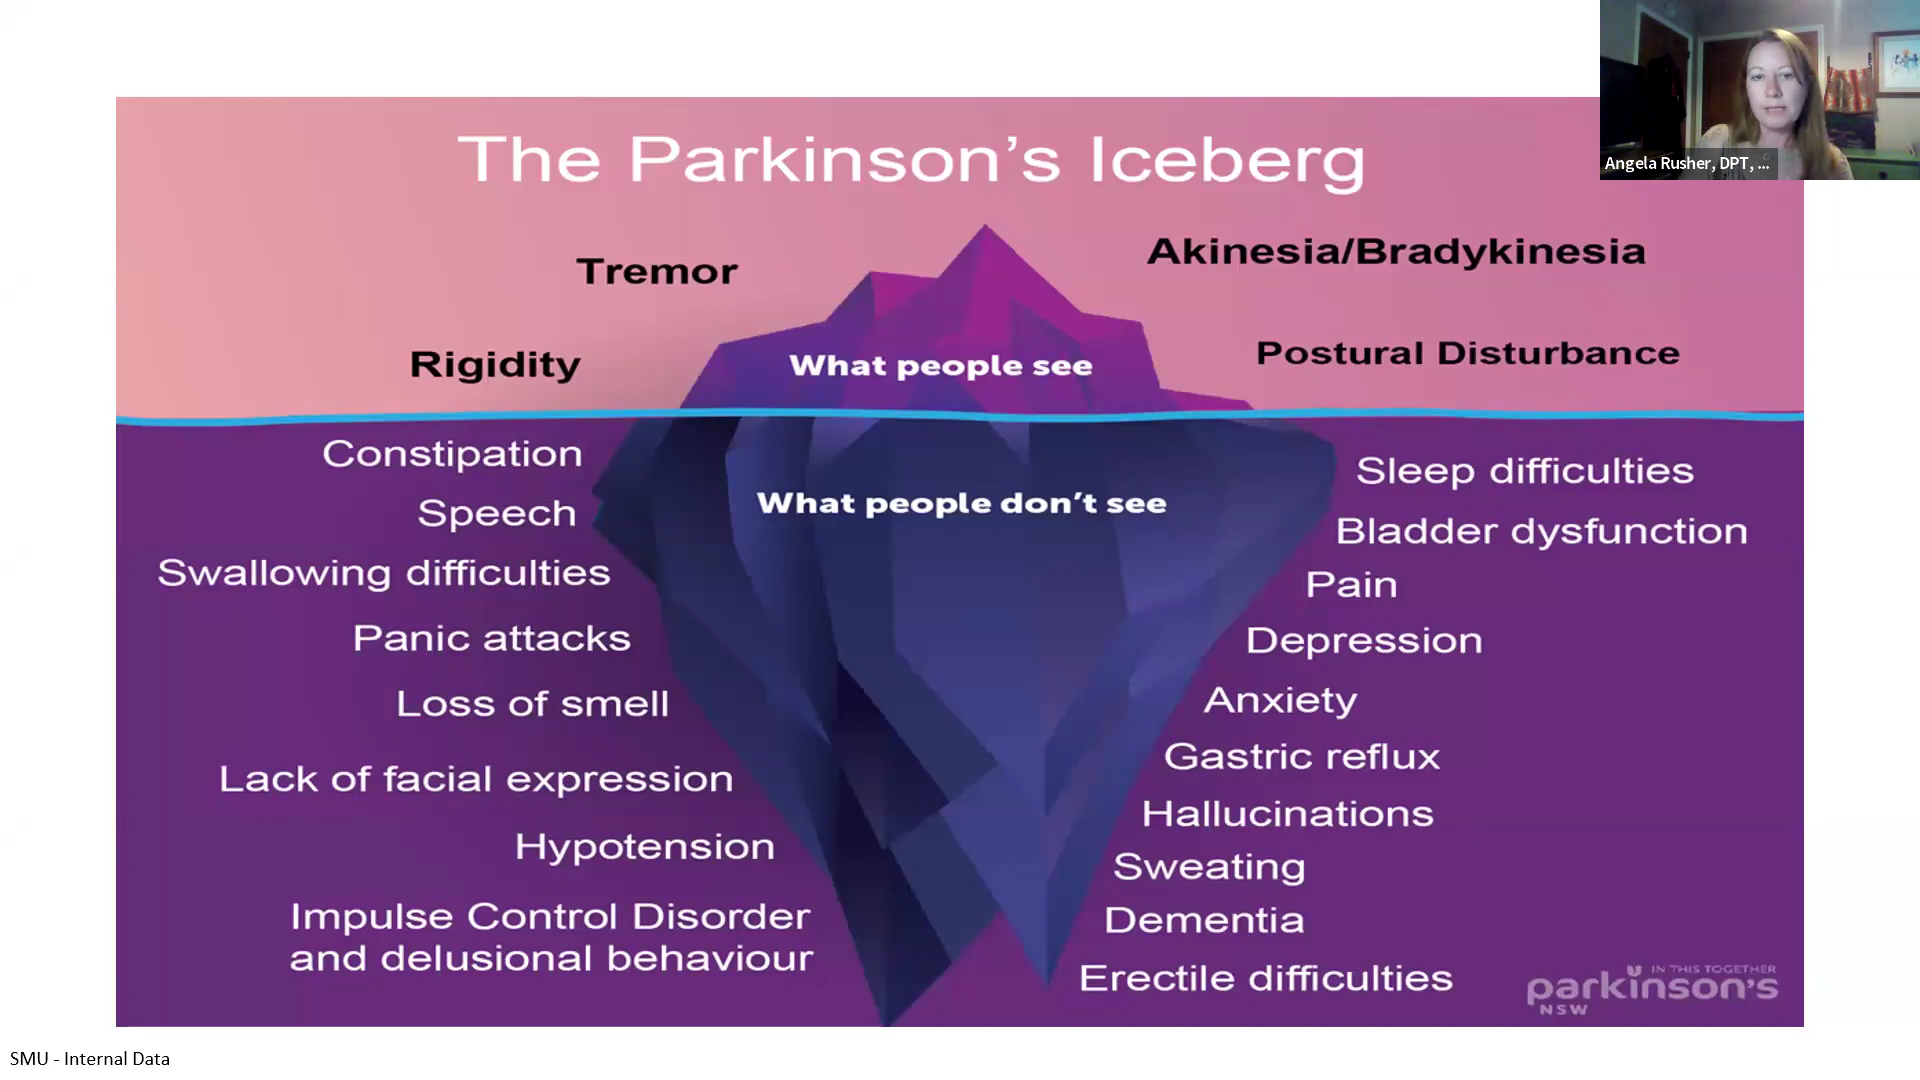 Angela Rusher, DPT, ...
The Parkinson's Iceberg
Tremor
Akinesia/Bradykinesia
Rigidity
What people see
Postural Disturbance
Constipation
Speech
Swallowing difficulties
Panic attacks
Loss of smell
Lack of facial expression
Hypotension
Impulse Control Disorder
and delusional behaviour
What people don't see
Sleep difficulties
Bladder dysfunction
Pain
Depression
Anxiety
Gastric reflux
Hallucinations
Sweating
Dementia
Erectile difficulties
IN THIS TOGETHER
parkinson's
NSW
SMU - Internal Data